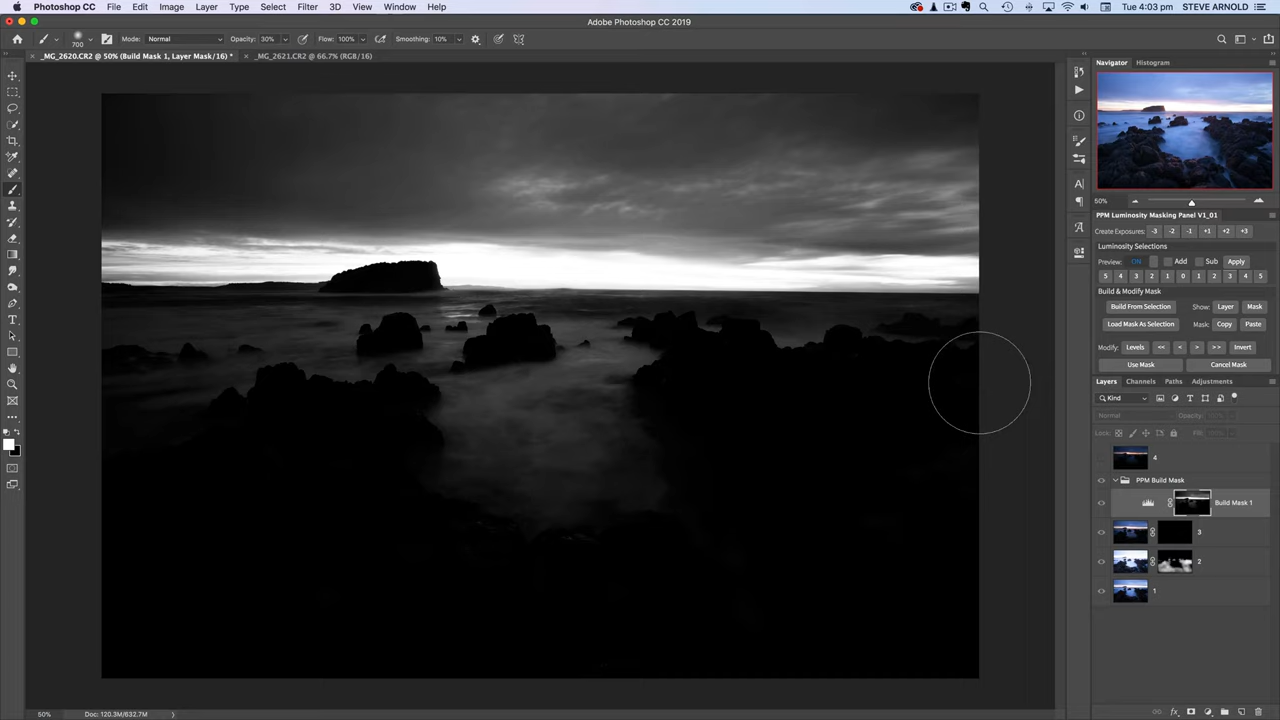 Photoshop CC File Edit Image Layer Type Select Filter 3D View Window Help Tue 4:03 pm STEVE ARNOLD
Adobe Photoshop CC 2019
700 Mode: Normal Opacity: 30% Flow: 100% Smoothing: 10%
_MG_2620.CR2 @ 50% (Build Mask 1, Layer Mask/16) * _MG_2621.CR2 @ 66.7% (RGB/16)
Navigator Histogram
50%
PPM Luminosity Masking Panel V1_01
Create Exposures: -3 -2 -1 +1 +2 +3
Luminosity Selections
Preview: ON Add Sub Apply
5 4 3 2 1 0 1 2 3 4 5
Build & Modify Mask
Build From Selection Show: Layer Mask
Load Mask As Selection Mask: Copy Paste
Modify: Levels << < > >> Invert
Use Mask Cancel Mask
Layers Channels Paths Adjustments
Kind
Normal Opacity: 100%
Lock: Fill: 100%
4
PPM Build Mask
Build Mask 1
3
2
1
50% Doc: 120.3M/632.7M